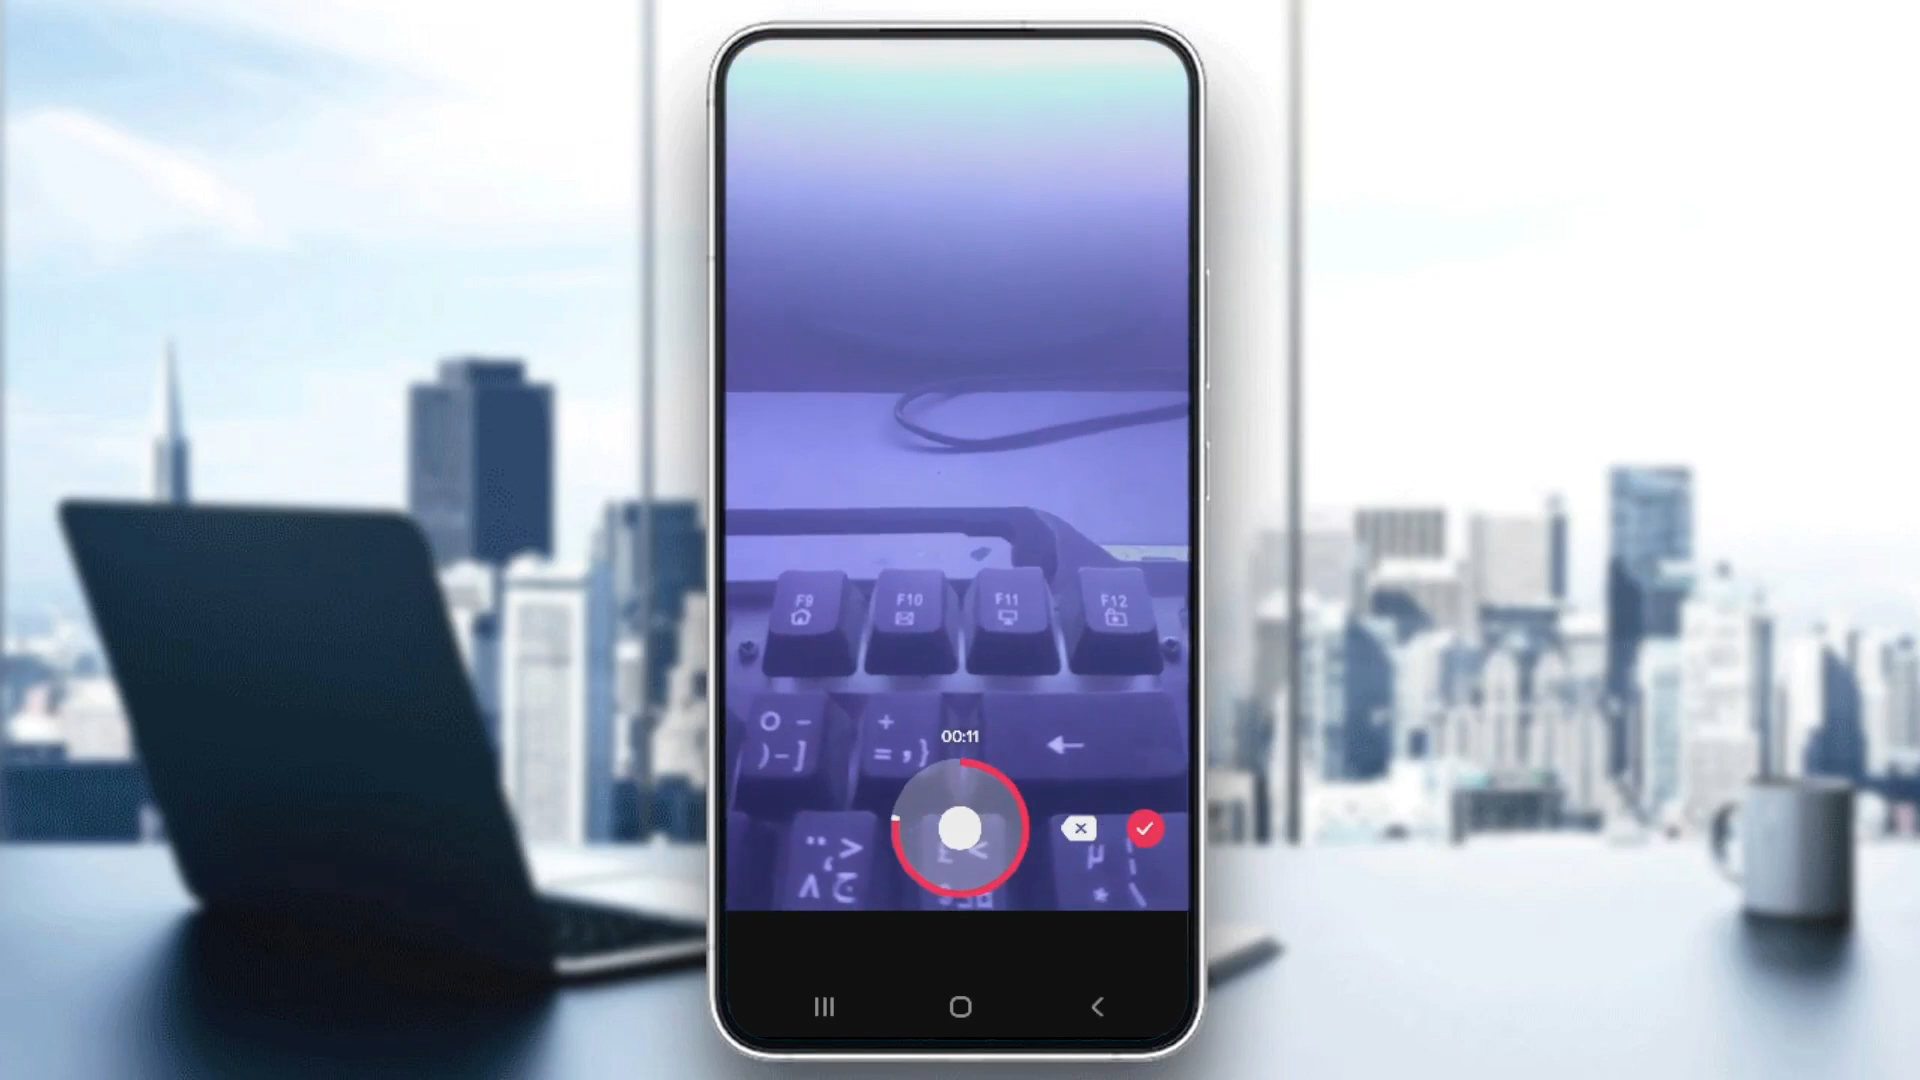 F9 F10 F11 F12
O - +
) - ] = , } ←
00:11
< >
ج µ \
*